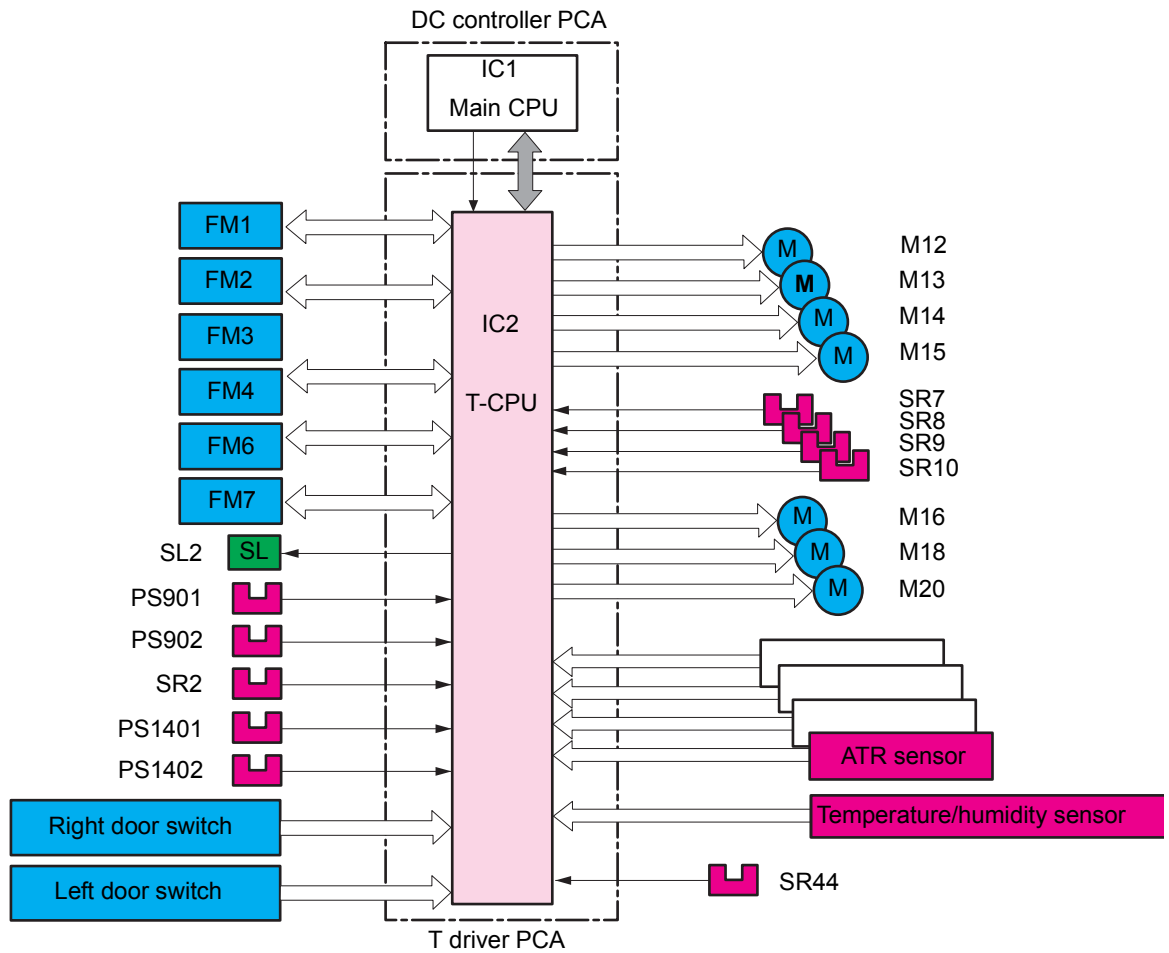 DC controller PCA
IC1
Main CPU
FM1
FM2
FM3
FM4
FM6
FM7
SL2
SL
PS901
PS902
SR2
PS1401
PS1402
Right door switch
Left door switch
IC2
T-CPU
M
M12
M
M13
M
M14
M
M15
SR7
SR8
SR9
SR10
M
M16
M
M18
M
M20
ATR sensor
Temperature/humidity sensor
SR44
T driver PCA